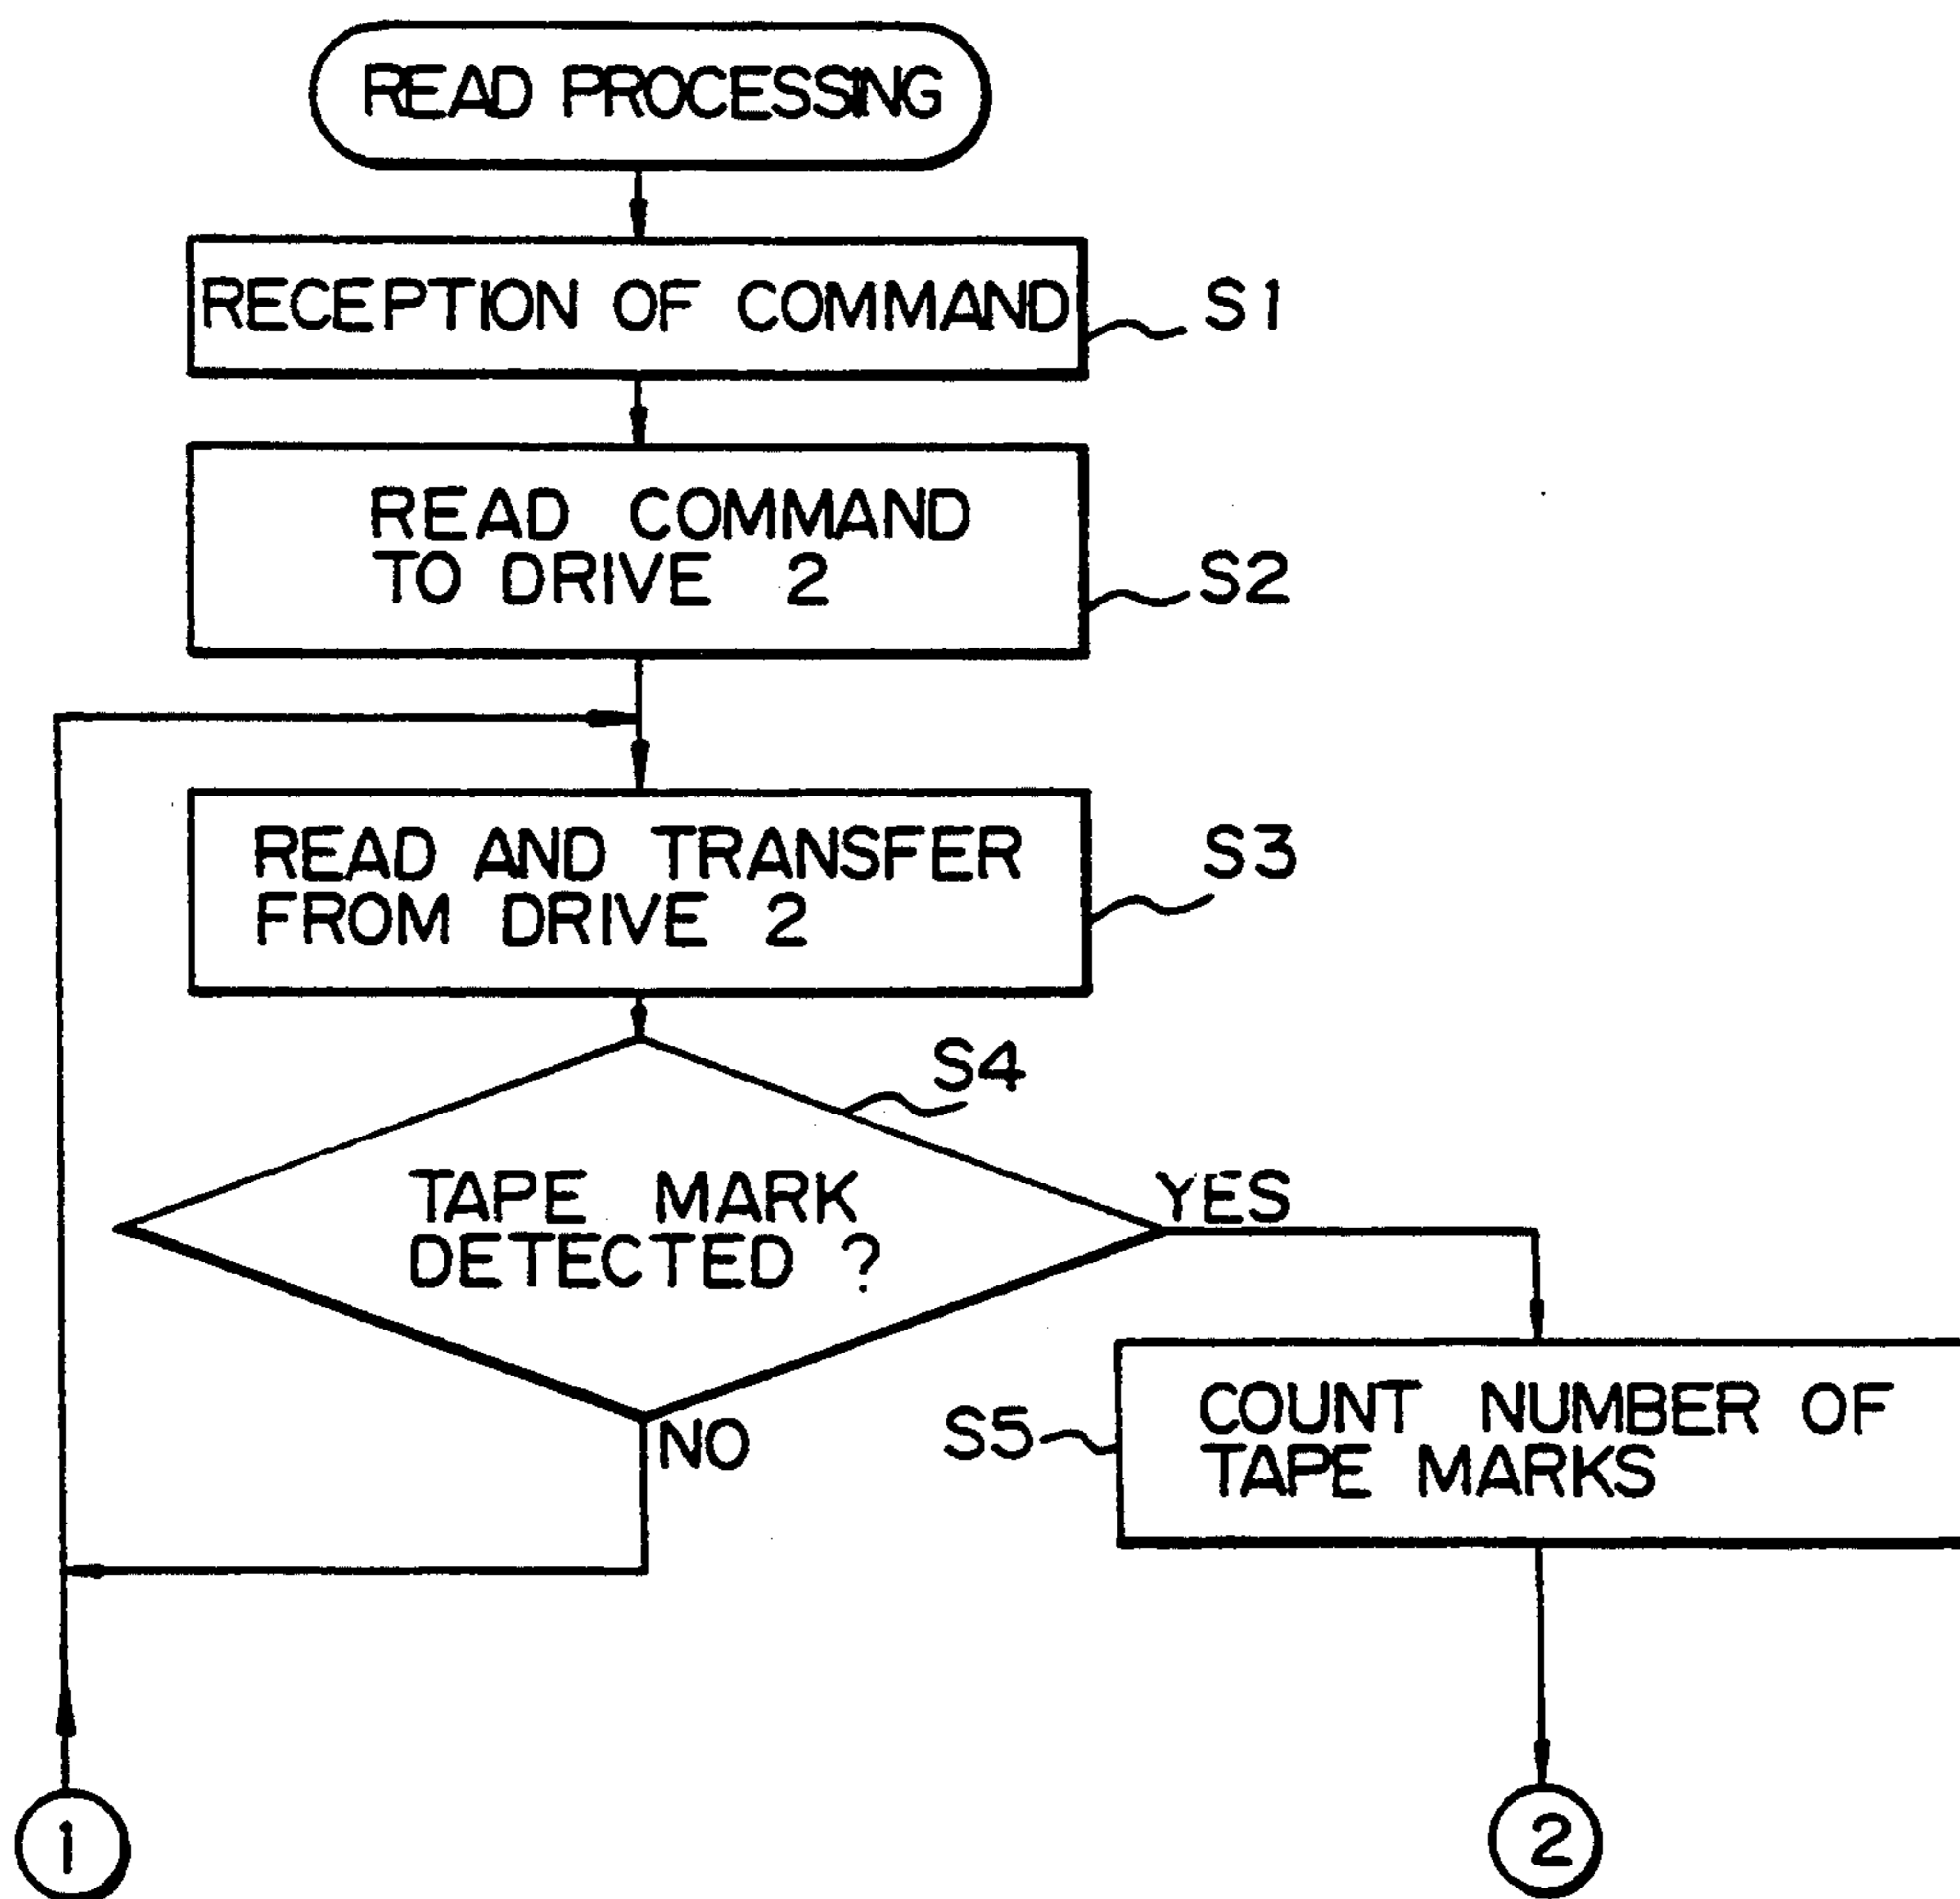 READ PROCESSING
RECEPTION OF COMMAND
S1
READ COMMAND
TO DRIVE 2
S2
READ AND TRANSFER
FROM DRIVE 2
S3
S4
TAPE MARK
DETECTED ?
YES
NO
S5
COUNT NUMBER OF
TAPE MARKS
1
2